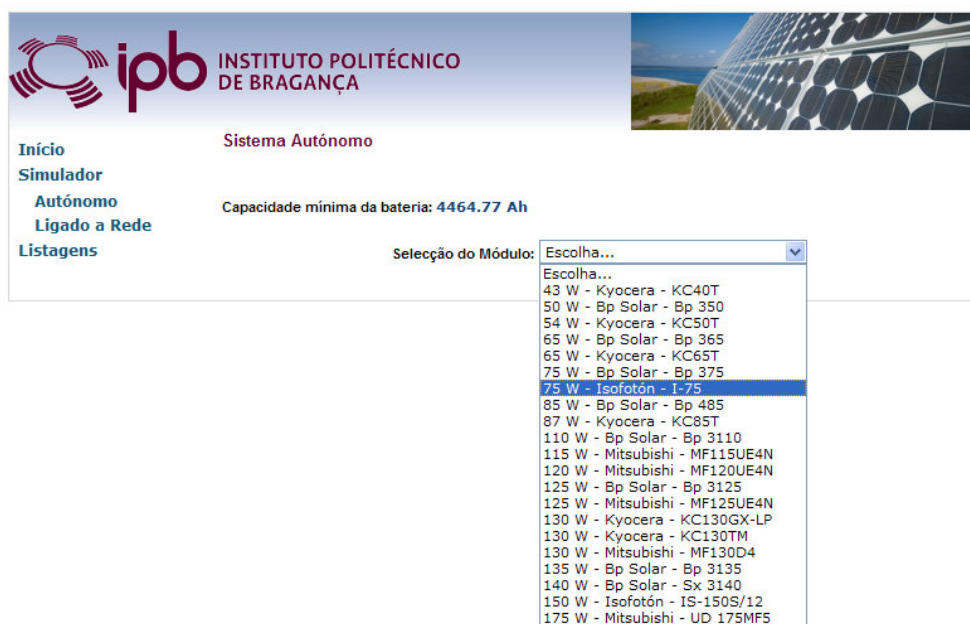 ipb INSTITUTO POLITÉCNICO
DE BRAGANÇA
Início
Simulador
Autónomo
Ligado a Rede
Listagens
Sistema Autónomo
Capacidade mínima da bateria: 4464.77 Ah
Selecção do Módulo: Escolha...
Escolha...
43 W - Kyocera - KC40T
50 W - Bp Solar - Bp 350
54 W - Kyocera - KC50T
65 W - Bp Solar - Bp 365
65 W - Kyocera - KC65T
75 W - Bp Solar - Bp 375
75 W - Isofotón - I-75
85 W - Bp Solar - Bp 485
87 W - Kyocera - KC85T
110 W - Bp Solar - Bp 3110
115 W - Mitsubishi - MF115UE4N
120 W - Mitsubishi - MF120UE4N
125 W - Bp Solar - Bp 3125
125 W - Mitsubishi - MF125UE4N
130 W - Kyocera - KC130GX-LP
130 W - Kyocera - KC130TM
130 W - Mitsubishi - MF130D4
135 W - Bp Solar - Bp 3135
140 W - Bp Solar - Sx 3140
150 W - Isofotón - IS-150S/12
175 W - Mitsubishi - UD 175MF5